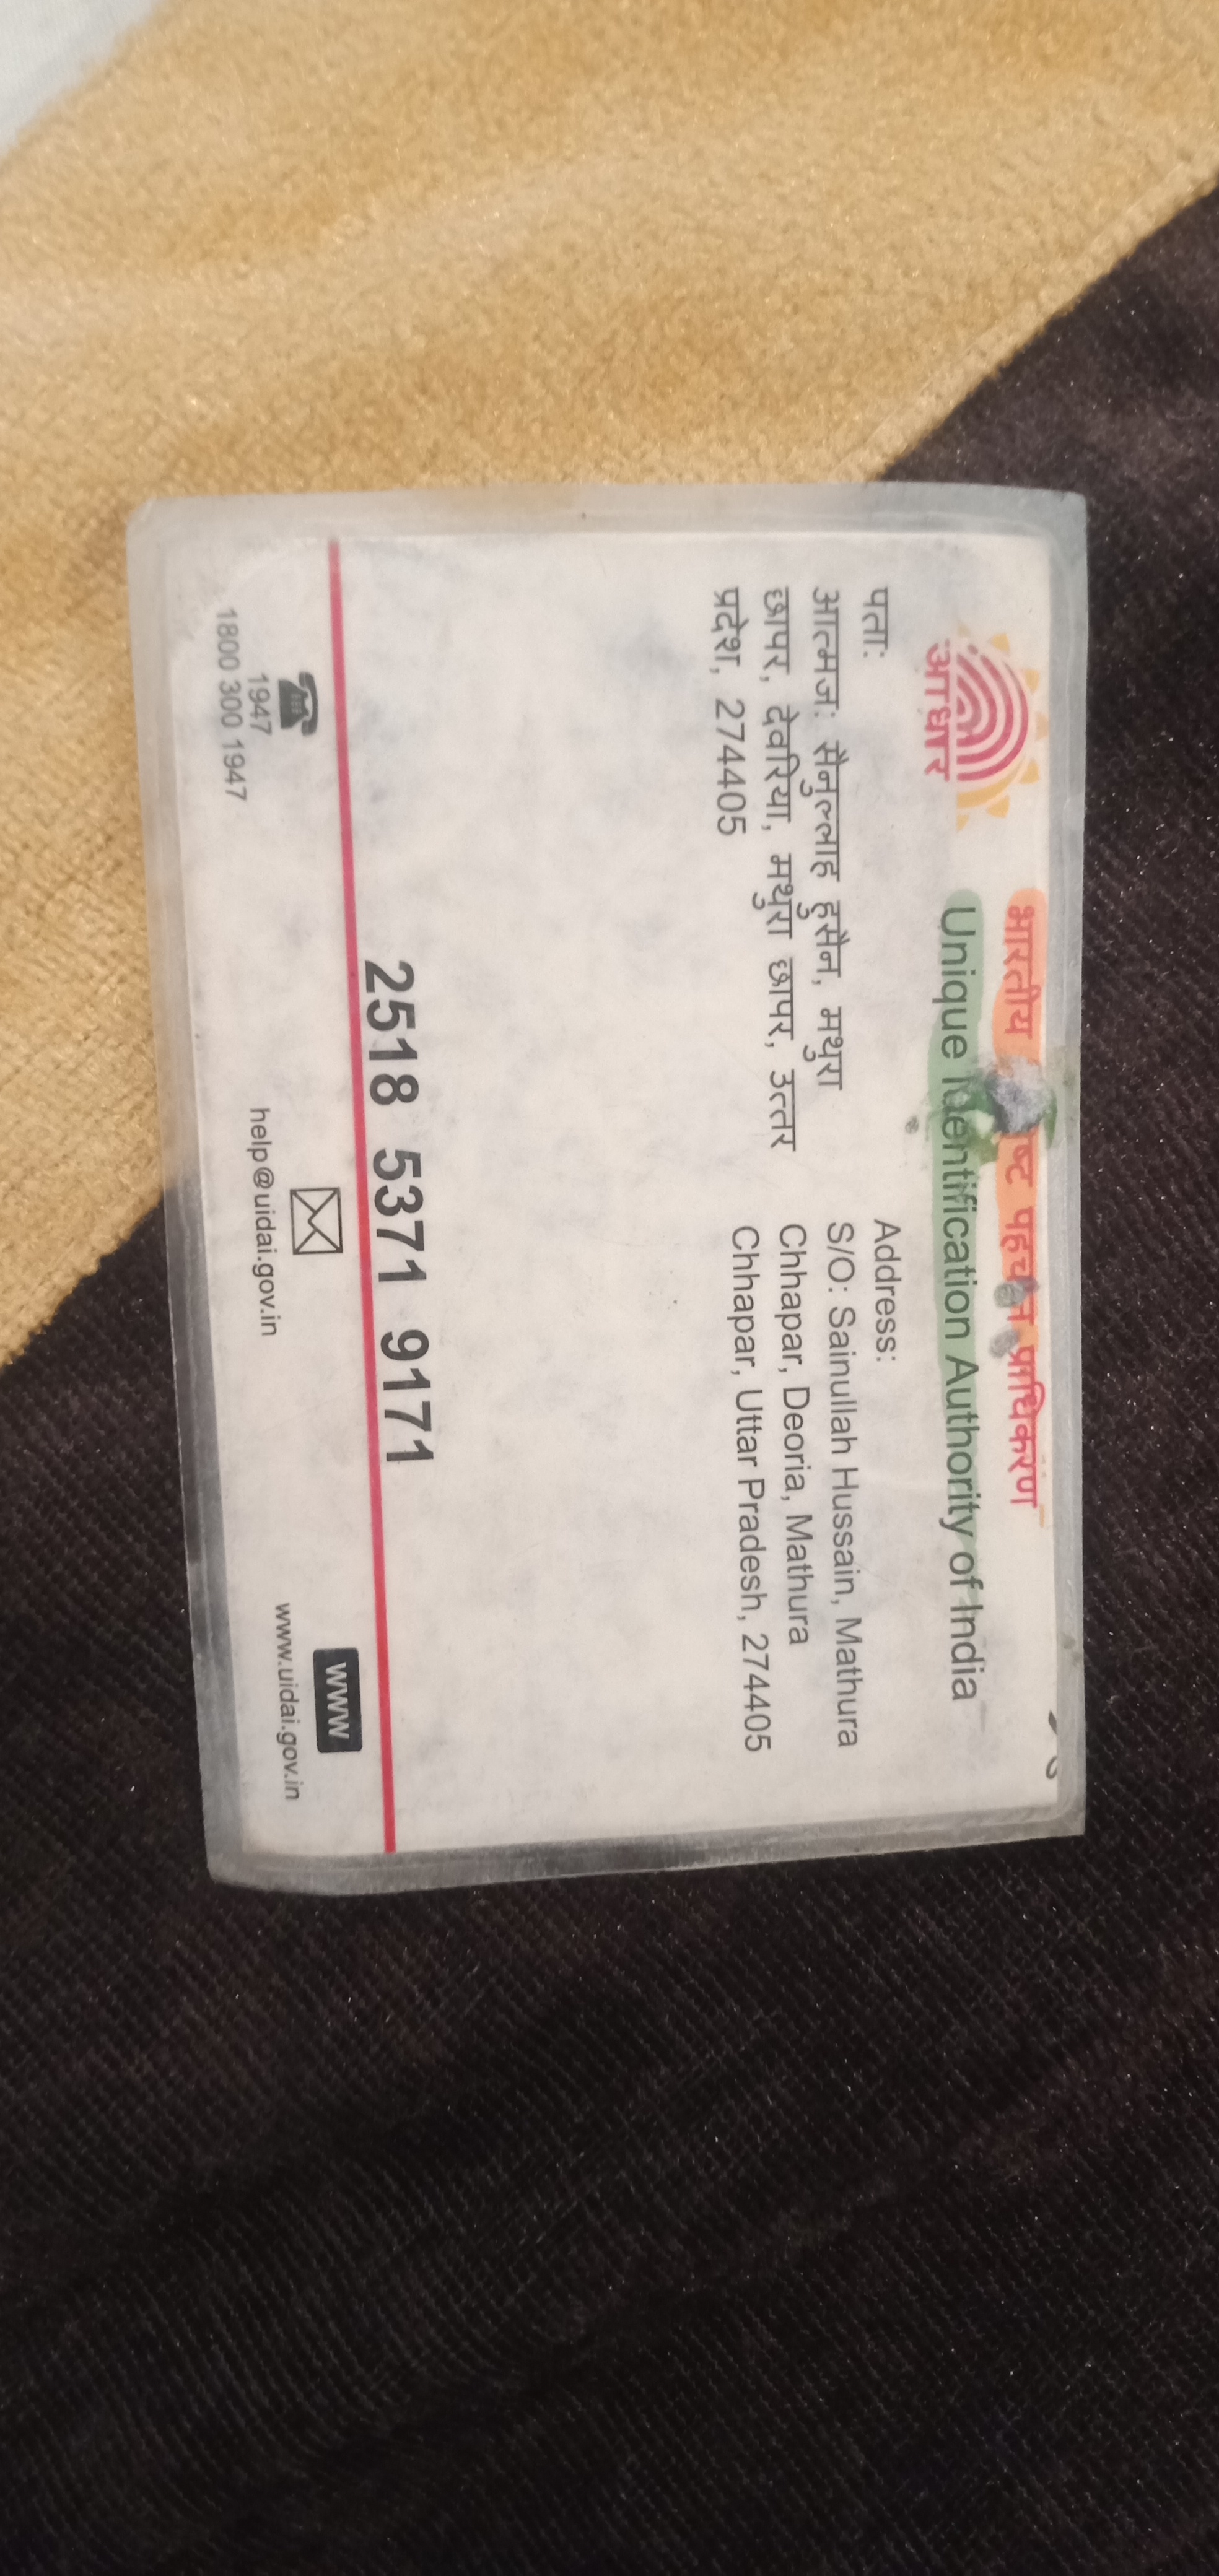 भारतीय ष्ट पहचान प्राधिकरण
Unique Identification Authority of India
आधार
पता:
आत्मज: सैनुल्लाह हुसैन, मथुरा
छापर, देवरिया, मथुरा छापर, उत्तर
प्रदेश, 274405
Address:
S/O: Sainullah Hussain, Mathura
Chhapar, Deoria, Mathura
Chhapar, Uttar Pradesh, 274405
2518 5371 9171
1947
1800 300 1947
help@uidai.gov.in
WWW
www.uidai.gov.in